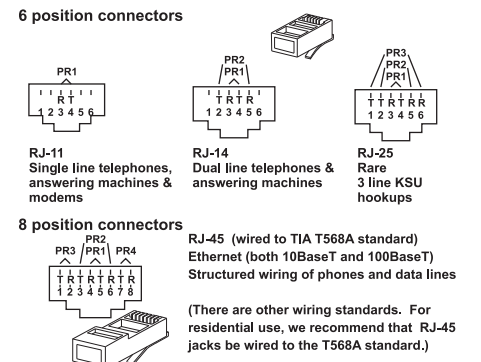 6 position connectors
PR1
R T
1 2 3 4 5 6
RJ-11
Single line telephones,
answering machines &
modems
PR2
PR1
T R T R
1 2 3 4 5 6
RJ-14
Dual line telephones &
answering machines
PR3
PR2
PR1
T T R T R R
1 2 3 4 5 6
RJ-25
Rare
3 line KSU
hookups
8 position connectors
PR2
PR3 PR1 PR4
T R T R T R T R
1 2 3 4 5 6 7 8
RJ-45 (wired to TIA T568A standard)
Ethernet (both 10BaseT and 100BaseT)
Structured wiring of phones and data lines
(There are other wiring standards. For
residential use, we recommend that RJ-45
jacks be wired to the T568A standard.)